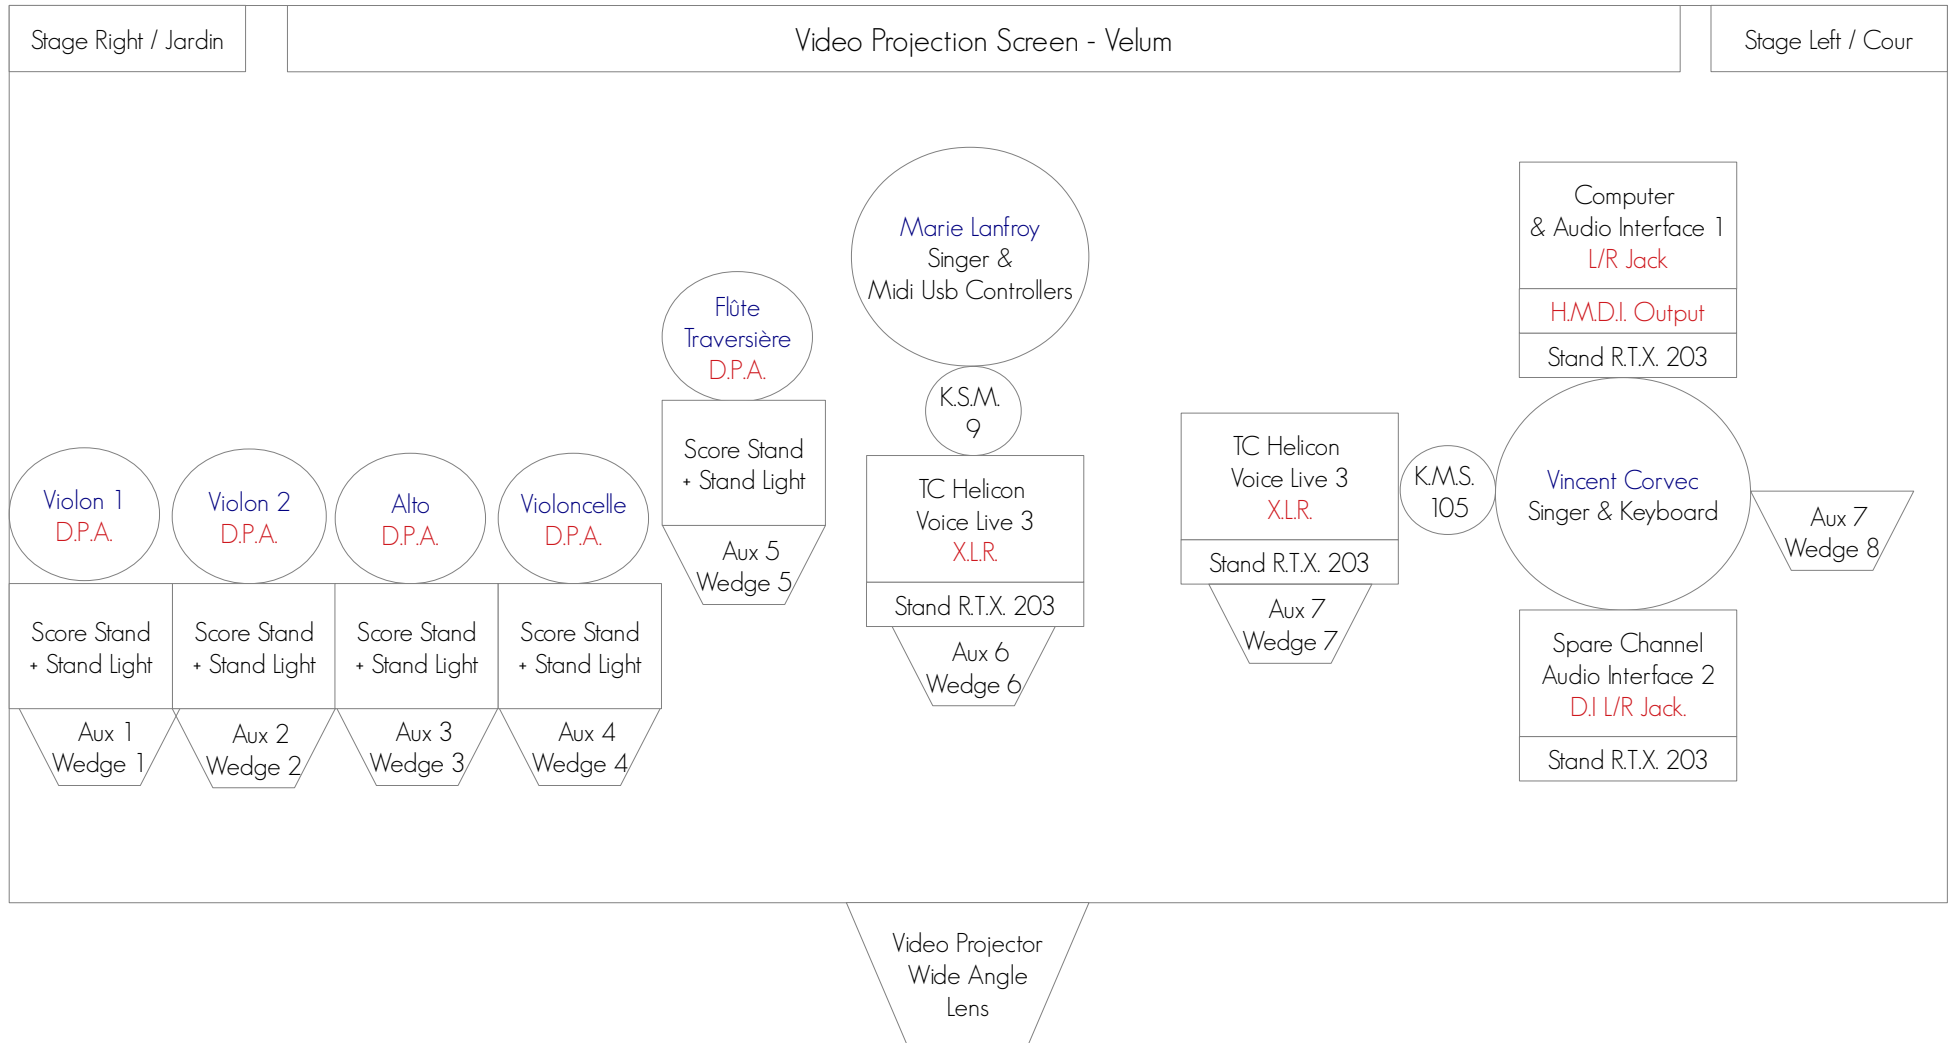 Stage Right / Jardin
Video Projection Screen - Velum
Stage Left / Cour
Marie Lanfroy
Singer &
Midi Usb Controllers
Computer
& Audio Interface 1
L/R Jack
H.M.D.I. Output
Stand R.T.X. 203
Flûte
Traversière
D.P.A.
Score Stand
+ Stand Light
Aux 5
Wedge 5
K.S.M.
9
TC Helicon
Voice Live 3
X.L.R.
Stand R.T.X. 203
Aux 6
Wedge 6
TC Helicon
Voice Live 3
X.L.R.
Stand R.T.X. 203
Aux 7
Wedge 7
K.M.S.
105
Vincent Corvec
Singer & Keyboard
Aux 7
Wedge 8
Spare Channel
Audio Interface 2
D.I L/R Jack.
Stand R.T.X. 203
Violon 1
D.P.A.
Violon 2
D.P.A.
Alto
D.P.A.
Violoncelle
D.P.A.
Score Stand
+ Stand Light
Score Stand
+ Stand Light
Score Stand
+ Stand Light
Score Stand
+ Stand Light
Aux 1
Wedge 1
Aux 2
Wedge 2
Aux 3
Wedge 3
Aux 4
Wedge 4
Video Projector
Wide Angle
Lens